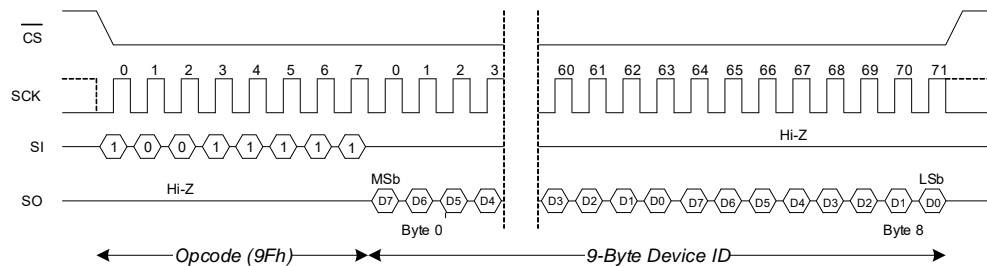 CS
0 1 2 3 4 5 6 7 0 1 2 3 60 61 62 63 64 65 66 67 68 69 70 71
SCK
Hi-Z
SI 1 0 0 1 1 1 1 1
Hi-Z MSb LSb
SO D7 D6 D5 D4 D3 D2 D1 D0 D7 D6 D5 D4 D3 D2 D1 D0
Byte 0 Byte 8
Opcode (9Fh) 9-Byte Device ID